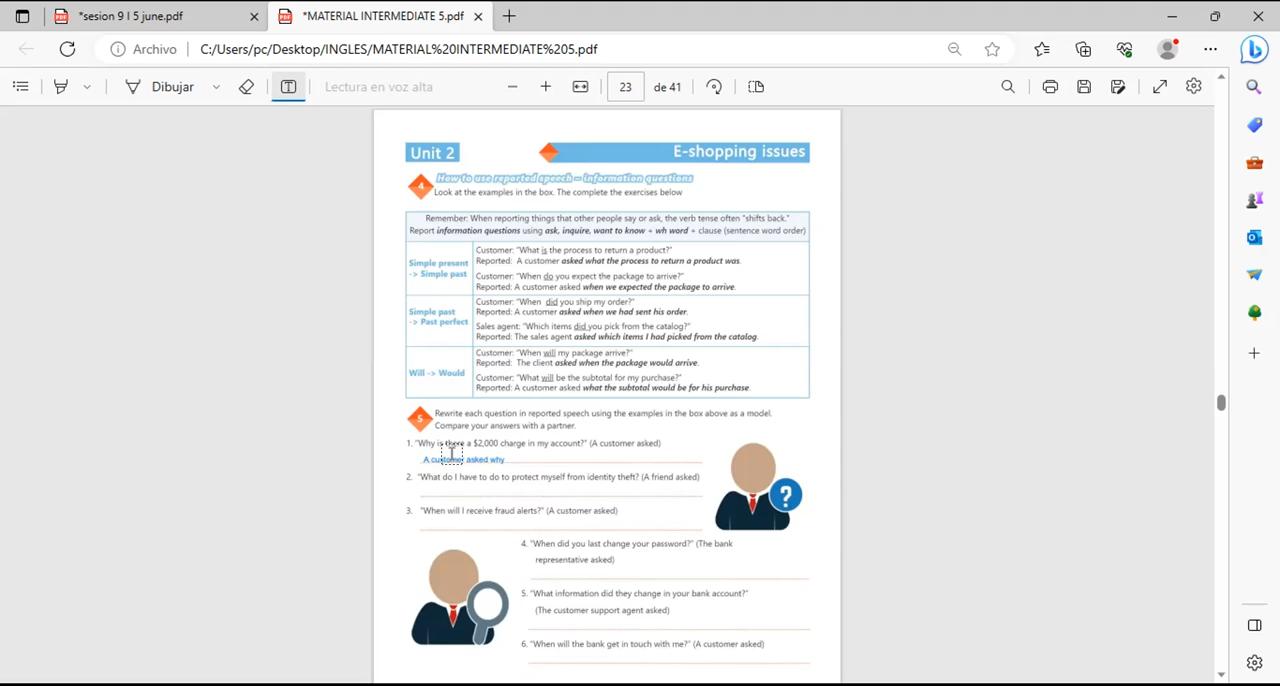 *sesion 9 I 5 june.pdf
*MATERIAL INTERMEDIATE 5.pdf
Archivo
C:/Users/pc/Desktop/INGLES/MATERIAL%20INTERMEDIATE%205.pdf
Dibujar
Lectura en voz alta
23
de 41
Unit 2
E-shopping issues
4
How to use reported speech – information questions
Look at the examples in the box. The complete the exercises below
Remember: When reporting things that other people say or ask, the verb tense often "shifts back."
Report information questions using ask, inquire, want to know + wh word + clause (sentence word order)
Simple present
-> Simple past
Customer: "What is the process to return a product?"
Reported: A customer asked what the process to return a product was.
Customer: "When do you expect the package to arrive?"
Reported: A customer asked when we expected the package to arrive.
Simple past
-> Past perfect
Customer: "When did you ship my order?"
Reported: A customer asked when we had sent his order.
Sales agent: "Which items did you pick from the catalog?"
Reported: The sales agent asked which items I had picked from the catalog.
Will -> Would
Customer: "When will my package arrive?"
Reported: The client asked when the package would arrive.
Customer: "What will be the subtotal for my purchase?"
Reported: A customer asked what the subtotal would be for his purchase.
5
Rewrite each question in reported speech using the examples in the box above as a model.
Compare your answers with a partner.
1. "Why is there a $2,000 charge in my account?" (A customer asked)
A customer asked why
2. "What do I have to do to protect myself from identity theft? (A friend asked)
3. "When will I receive fraud alerts?" (A customer asked)
?
4. "When did you last change your password?" (The bank
representative asked)
5. "What information did they change in your bank account?"
(The customer support agent asked)
6. "When will the bank get in touch with me?" (A customer asked)